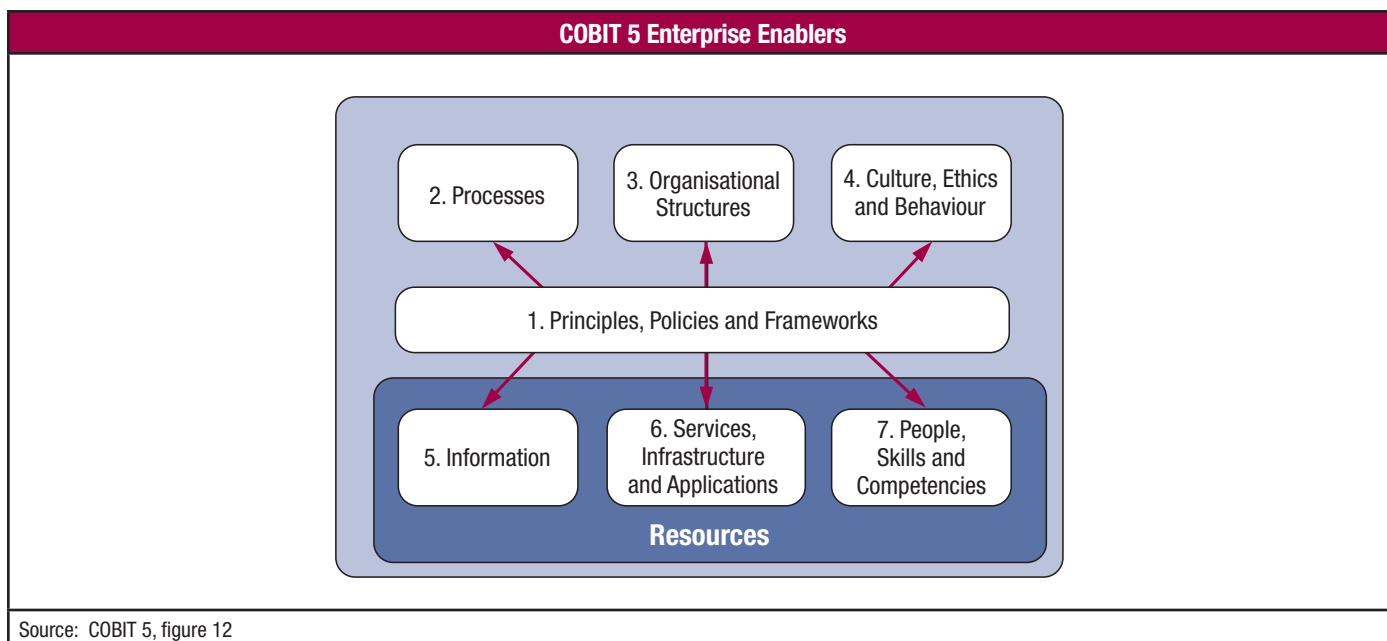 COBIT 5 Enterprise Enablers
2. Processes
3. Organisational
Structures
4. Culture, Ethics
and Behaviour
1. Principles, Policies and Frameworks
5. Information
6. Services,
Infrastructure
and Applications
7. People,
Skills and
Competencies
Resources
Source: COBIT 5, figure 12